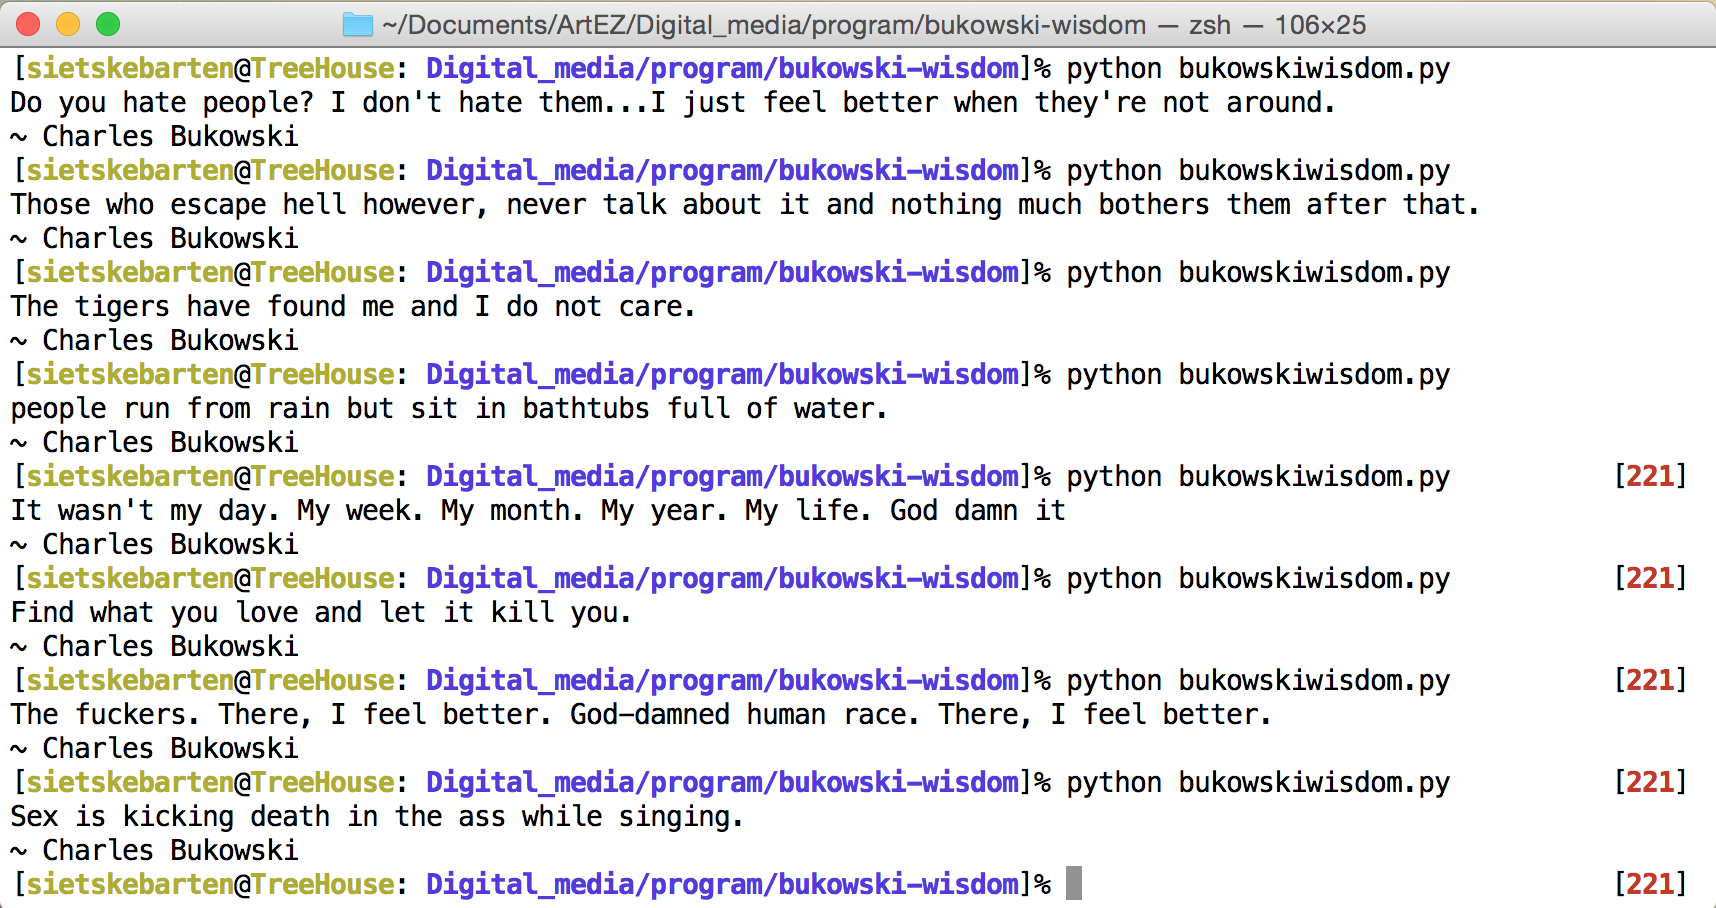 ~/Documents/ArtEZ/Digital_media/program/bukowski-wisdom — zsh — 106×25
[sietskebarten@TreeHouse: Digital_media/program/bukowski-wisdom]% python bukowskiwisdom.py
Do you hate people? I don't hate them...I just feel better when they're not around.
~ Charles Bukowski
[sietskebarten@TreeHouse: Digital_media/program/bukowski-wisdom]% python bukowskiwisdom.py
Those who escape hell however, never talk about it and nothing much bothers them after that.
~ Charles Bukowski
[sietskebarten@TreeHouse: Digital_media/program/bukowski-wisdom]% python bukowskiwisdom.py
The tigers have found me and I do not care.
~ Charles Bukowski
[sietskebarten@TreeHouse: Digital_media/program/bukowski-wisdom]% python bukowskiwisdom.py
people run from rain but sit in bathtubs full of water.
~ Charles Bukowski
[sietskebarten@TreeHouse: Digital_media/program/bukowski-wisdom]% python bukowskiwisdom.py [221]
It wasn't my day. My week. My month. My year. My life. God damn it
~ Charles Bukowski
[sietskebarten@TreeHouse: Digital_media/program/bukowski-wisdom]% python bukowskiwisdom.py [221]
Find what you love and let it kill you.
~ Charles Bukowski
[sietskebarten@TreeHouse: Digital_media/program/bukowski-wisdom]% python bukowskiwisdom.py [221]
The fuckers. There, I feel better. God-damned human race. There, I feel better.
~ Charles Bukowski
[sietskebarten@TreeHouse: Digital_media/program/bukowski-wisdom]% python bukowskiwisdom.py [221]
Sex is kicking death in the ass while singing.
~ Charles Bukowski
[sietskebarten@TreeHouse: Digital_media/program/bukowski-wisdom]% [221]